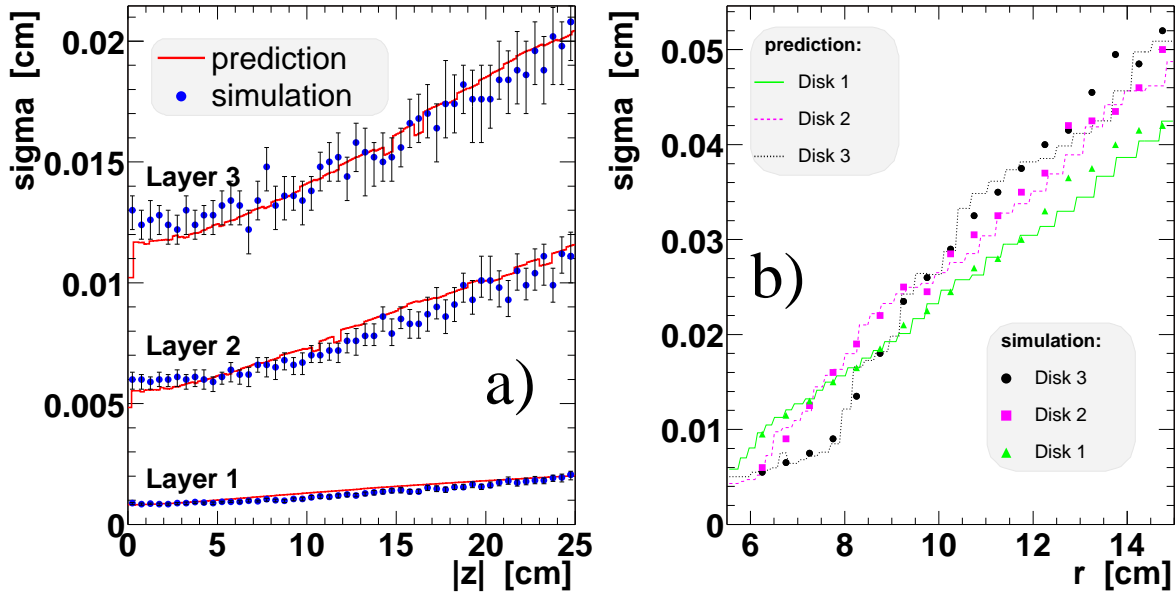 sigma [cm]
0.02
0.015
0.01
0.005
0
prediction
simulation
Layer 3
Layer 2
Layer 1
a)
0 5 10 15 20 25
|z| [cm]
sigma [cm]
0.05
0.04
0.03
0.02
0.01
0
prediction:
Disk 1
Disk 2
Disk 3
b)
simulation:
Disk 3
Disk 2
Disk 1
6 8 10 12 14
r [cm]